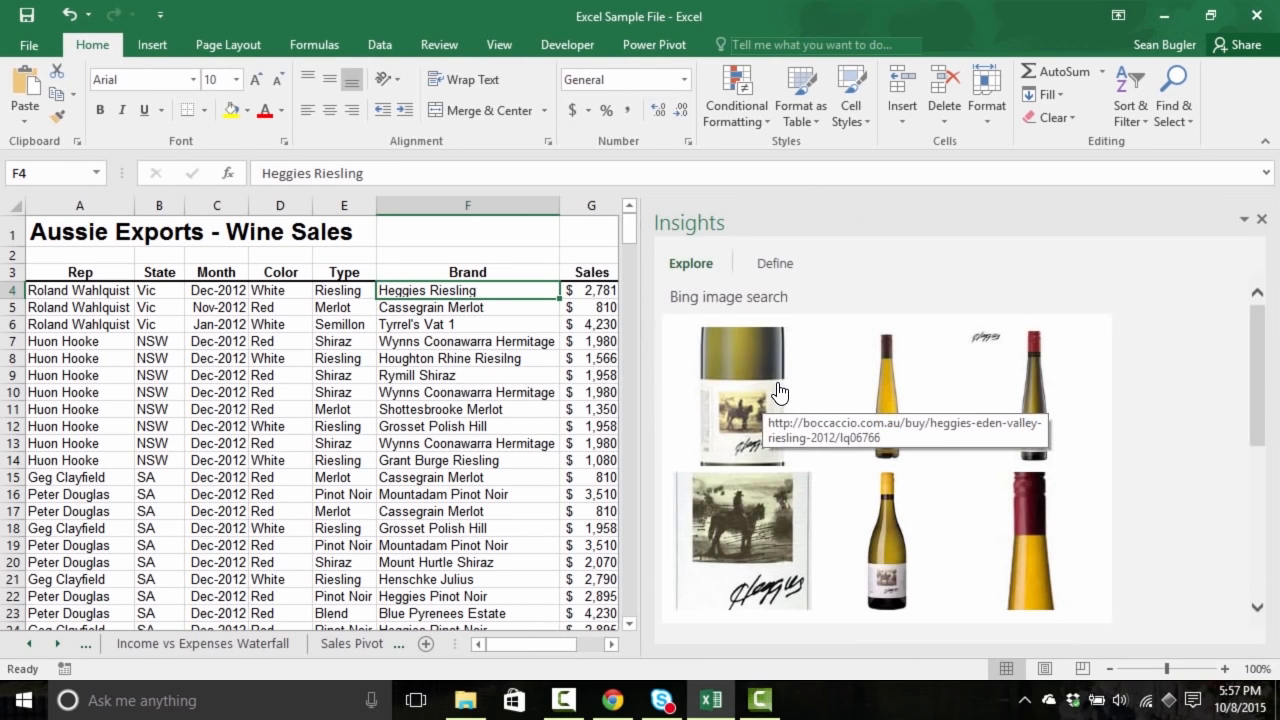 Excel Sample File - Excel
File Home Insert Page Layout Formulas Data Review View Developer Power Pivot Tell me what you want to do... Sean Bugler Share
Paste
Arial 10
B I U A
Wrap Text
Merge & Center
General
$ % ,
Conditional Formatting
Format as Table
Cell Styles
Insert Delete Format
AutoSum
Fill
Clear
Sort & Filter
Find & Select
Clipboard Font Alignment Number Styles Cells Editing
F4 fx Heggies Riesling
A B C D E F G
1 Aussie Exports - Wine Sales
2
3 Rep State Month Color Type Brand Sales
4 Roland Wahlquist Vic Dec-2012 White Riesling Heggies Riesling $ 2,781
5 Roland Wahlquist Vic Nov-2012 Red Merlot Cassegrain Merlot $ 810
6 Roland Wahlquist Vic Jan-2012 White Semillon Tyrrel's Vat 1 $ 4,230
7 Huon Hooke NSW Dec-2012 Red Shiraz Wynns Coonawarra Hermitage $ 1,980
8 Huon Hooke NSW Dec-2012 White Riesling Houghton Rhine Riesilng $ 1,566
9 Huon Hooke NSW Dec-2012 Red Shiraz Rymill Shiraz $ 1,958
10 Huon Hooke NSW Dec-2012 Red Shiraz Wynns Coonawarra Hermitage $ 1,980
11 Huon Hooke NSW Dec-2012 Red Merlot Shottesbrooke Merlot $ 1,350
12 Huon Hooke NSW Dec-2012 White Riesling Grosset Polish Hill $ 1,958
13 Huon Hooke NSW Dec-2012 Red Shiraz Wynns Coonawarra Hermitage $ 1,980
14 Huon Hooke NSW Dec-2012 White Riesling Grant Burge Riesling $ 1,080
15 Geg Clayfield SA Dec-2012 Red Merlot Cassegrain Merlot $ 810
16 Peter Douglas SA Dec-2012 Red Pinot Noir Mountadam Pinot Noir $ 3,510
17 Peter Douglas SA Dec-2012 Red Merlot Cassegrain Merlot $ 810
18 Geg Clayfield SA Dec-2012 White Riesling Grosset Polish Hill $ 1,958
19 Peter Douglas SA Dec-2012 Red Pinot Noir Mountadam Pinot Noir $ 3,510
20 Peter Douglas SA Dec-2012 Red Shiraz Mount Hurtle Shiraz $ 2,070
21 Geg Clayfield SA Dec-2012 White Riesling Henschke Julius $ 2,790
22 Peter Douglas SA Dec-2012 Red Pinot Noir Heggies Pinot Noir $ 2,895
23 Peter Douglas SA Dec-2012 Red Blend Blue Pyrenees Estate $ 4,230
24 Geg Clayfield SA Dec-2012 Red Pinot Noir Heggies Pinot Noir $ 2,895
Insights
Explore Define
Bing image search
Heggies
http://boccaccio.com.au/buy/heggies-eden-valley-
riesling-2012/lq06766
Heggies
... Income vs Expenses Waterfall Sales Pivot ...
Ready 100%
Ask me anything
5:57 PM
10/8/2015